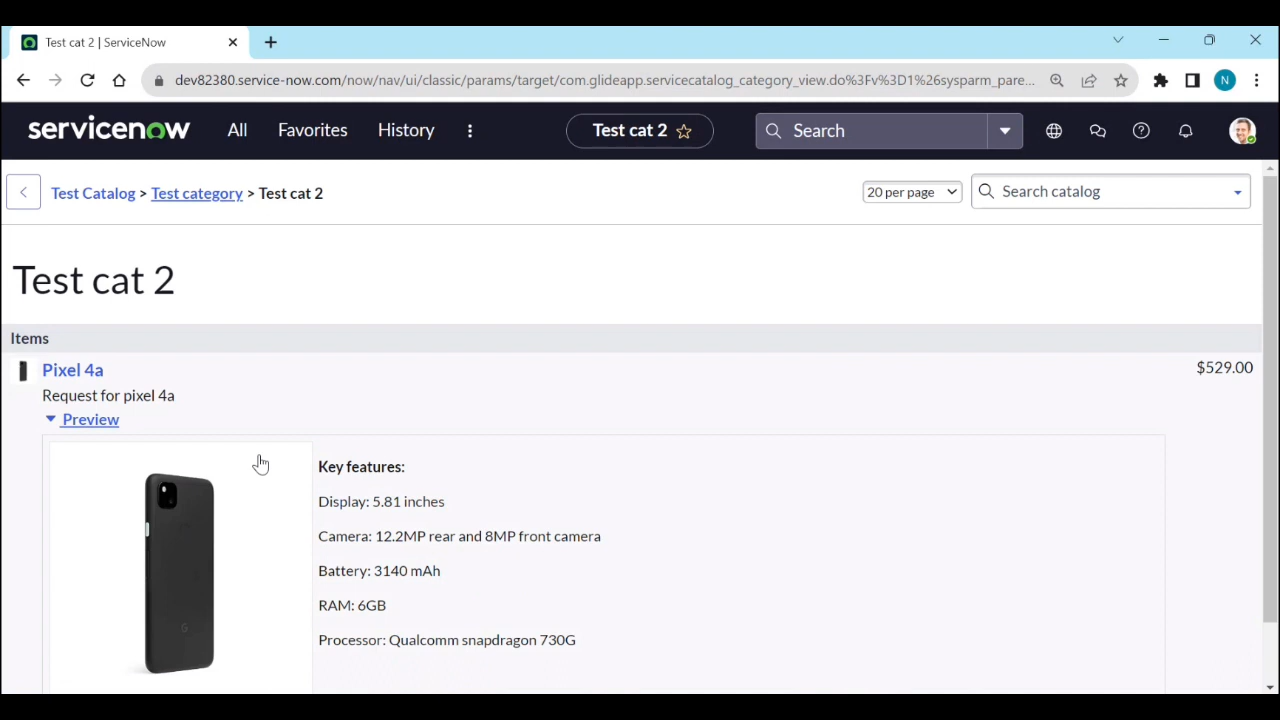 Test cat 2 | ServiceNow
dev82380.service-now.com/now/nav/ui/classic/params/target/com.glideapp.servicecatalog_category_view.do%3Fv%3D1%26sysparm_pare...
N
servicenow All Favorites History Test cat 2 Search
Test Catalog > Test category > Test cat 2 20 per page Search catalog
Test cat 2
Items
Pixel 4a $529.00
Request for pixel 4a
Preview
Key features:
Display: 5.81 inches
Camera: 12.2MP rear and 8MP front camera
Battery: 3140 mAh
RAM: 6GB
Processor: Qualcomm snapdragon 730G
G